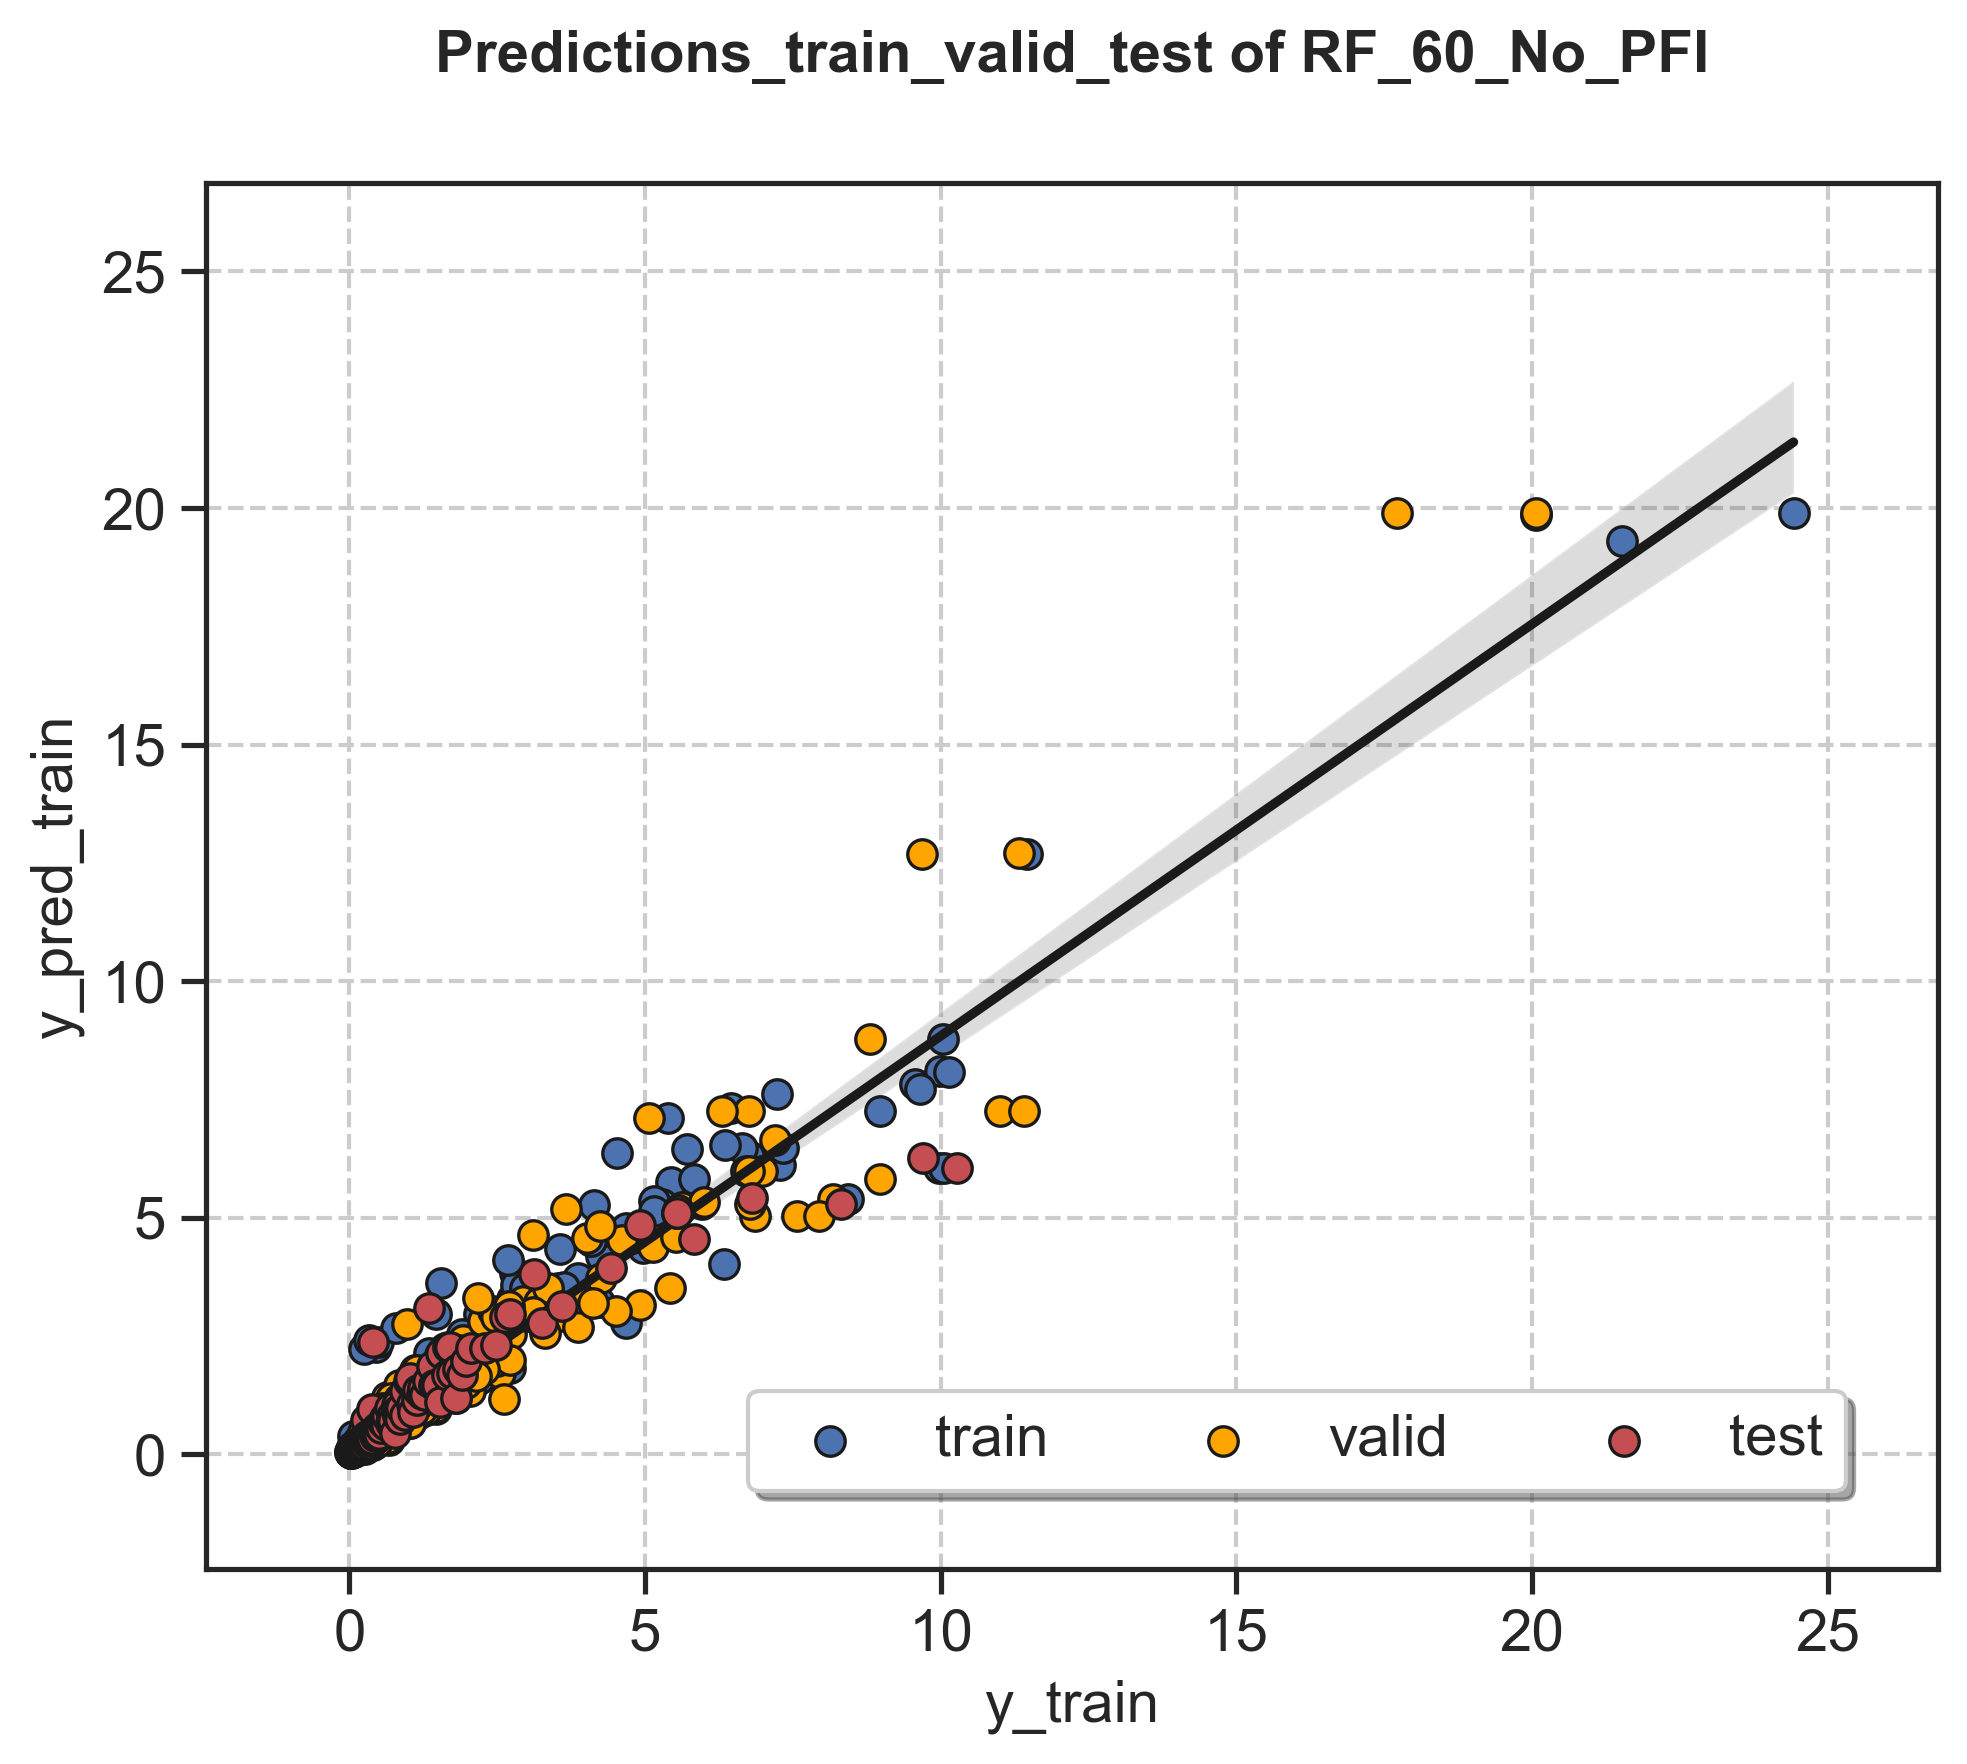 Predictions_train_valid_test of RF_60_No_PFI
25
20
15
10
5
0
y_pred_train
train valid test
0 5 10 15 20 25
y_train